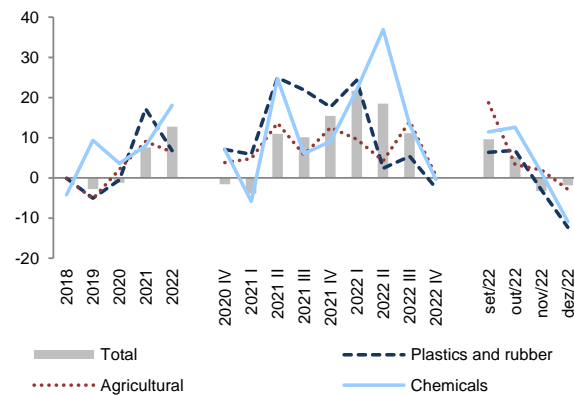 40
30
20
10
0
-10
-20
2018
2019
2020
2021
2022
2020 IV
2021 I
2021 II
2021 III
2021 IV
2022 I
2022 II
2022 III
2022 IV
set/22
out/22
nov/22
dez/22
Total
Plastics and rubber
Agricultural
Chemicals